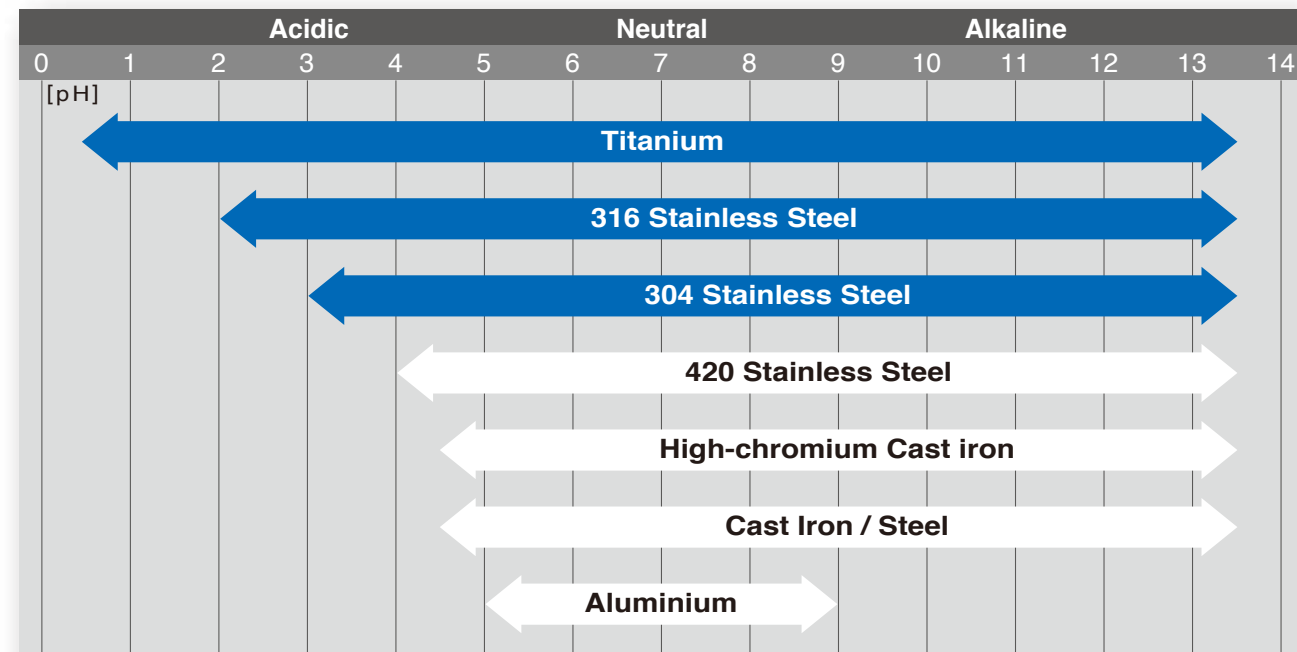 Acidic Neutral Alkaline
0 1 2 3 4 5 6 7 8 9 10 11 12 13 14
[pH]
Titanium
316 Stainless Steel
304 Stainless Steel
420 Stainless Steel
High-chromium Cast iron
Cast Iron / Steel
Aluminium